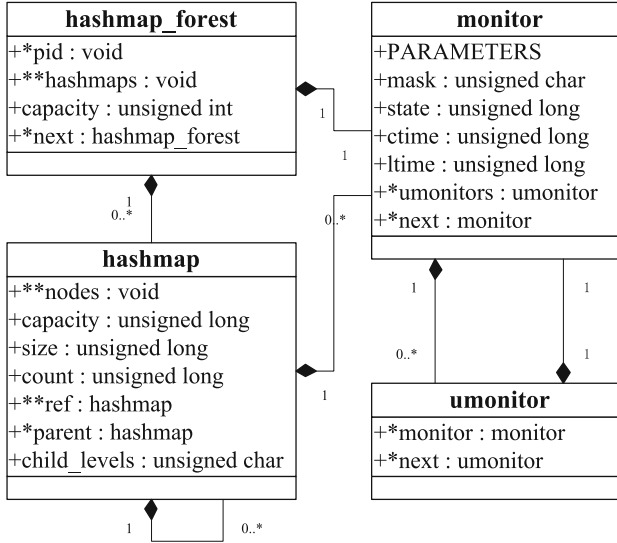 hashmap_forest
+*pid : void
+**hashmaps : void
+capacity : unsigned int
+*next : hashmap_forest
monitor
+PARAMETERS
+mask : unsigned char
+state : unsigned long
+ctime : unsigned long
+ltime : unsigned long
+*umonitors : umonitor
+*next : monitor
1
1
1
0..*
0..*
1
hashmap
+**nodes : void
+capacity : unsigned long
+size : unsigned long
+count : unsigned long
+**ref : hashmap
+*parent : hashmap
+child_levels : unsigned char
1
0..*
1
0..*
1
1
umonitor
+*monitor : monitor
+*next : umonitor